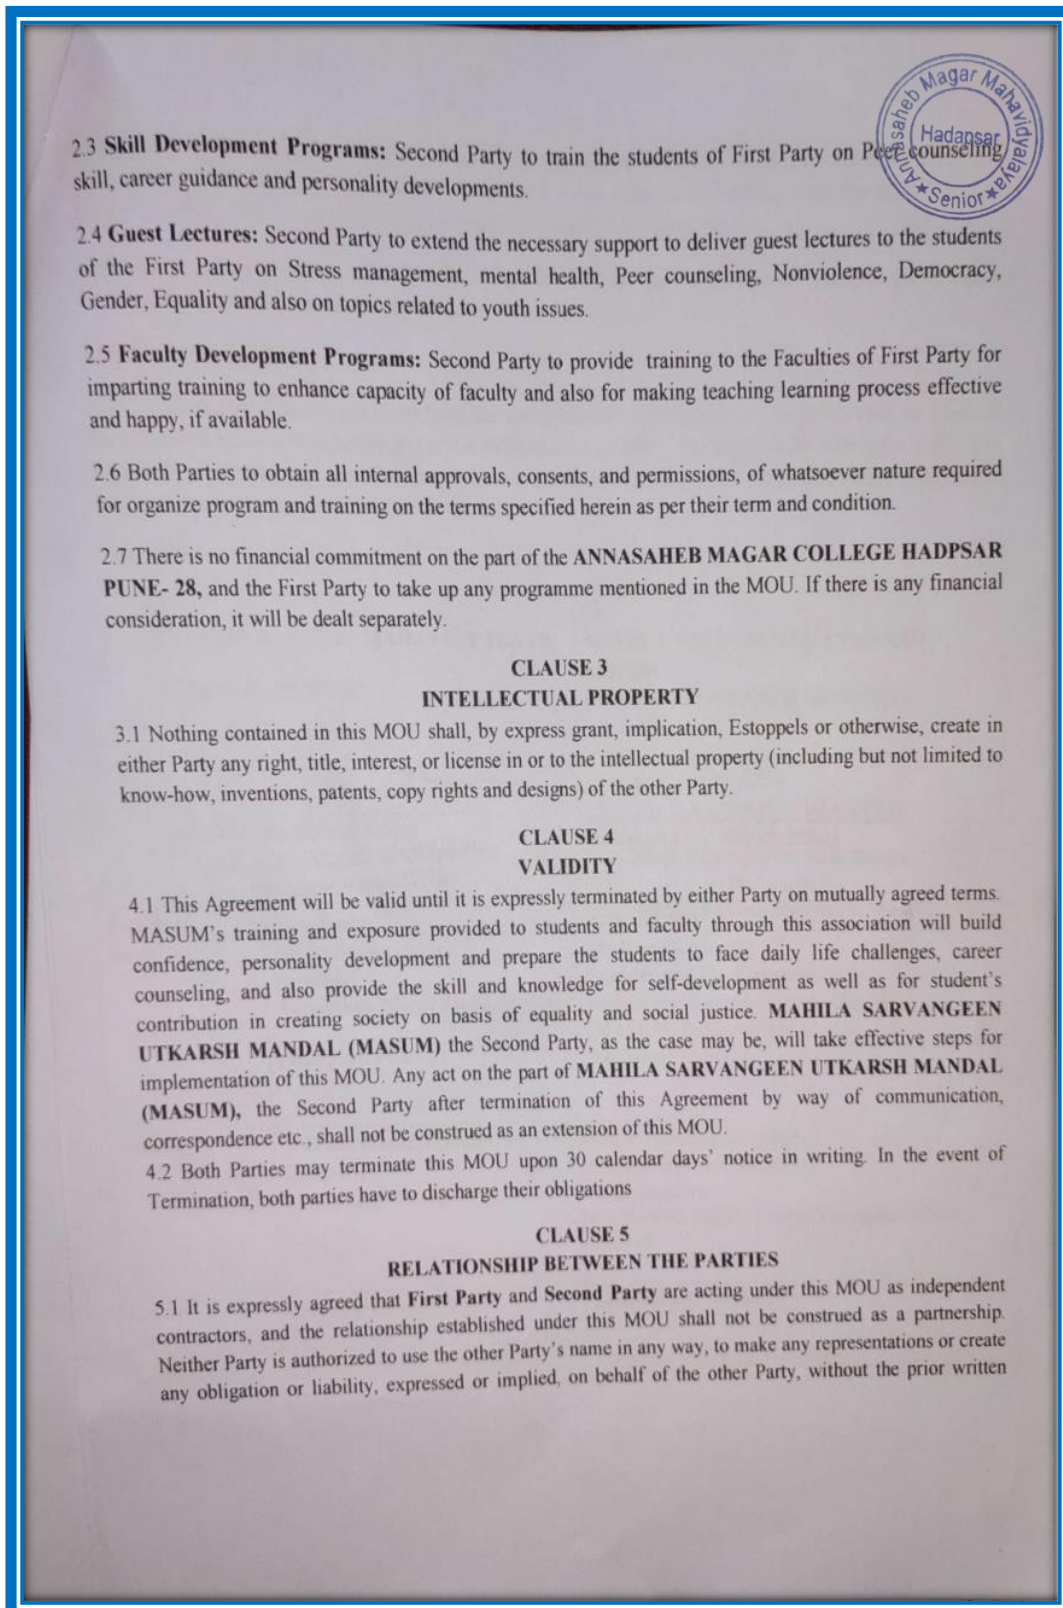 Annasaheb Magar Mahavidyalaya
Hadapsar
★ Senior ★
2.3 Skill Development Programs: Second Party to train the students of First Party on Peer counseling
skill, career guidance and personality developments.
2.4 Guest Lectures: Second Party to extend the necessary support to deliver guest lectures to the students
of the First Party on Stress management, mental health, Peer counseling, Nonviolence, Democracy,
Gender, Equality and also on topics related to youth issues.
2.5 Faculty Development Programs: Second Party to provide training to the Faculties of First Party for
imparting training to enhance capacity of faculty and also for making teaching learning process effective
and happy, if available.
2.6 Both Parties to obtain all internal approvals, consents, and permissions, of whatsoever nature required
for organize program and training on the terms specified herein as per their term and condition.
2.7 There is no financial commitment on the part of the ANNASAHEB MAGAR COLLEGE HADPSAR
PUNE- 28, and the First Party to take up any programme mentioned in the MOU. If there is any financial
consideration, it will be dealt separately.
CLAUSE 3
INTELLECTUAL PROPERTY
3.1 Nothing contained in this MOU shall, by express grant, implication, Estoppels or otherwise, create in
either Party any right, title, interest, or license in or to the intellectual property (including but not limited to
know-how, inventions, patents, copy rights and designs) of the other Party.
CLAUSE 4
VALIDITY
4.1 This Agreement will be valid until it is expressly terminated by either Party on mutually agreed terms.
MASUM's training and exposure provided to students and faculty through this association will build
confidence, personality development and prepare the students to face daily life challenges, career
counseling, and also provide the skill and knowledge for self-development as well as for student's
contribution in creating society on basis of equality and social justice. MAHILA SARVANGEEN
UTKARSH MANDAL (MASUM) the Second Party, as the case may be, will take effective steps for
implementation of this MOU. Any act on the part of MAHILA SARVANGEEN UTKARSH MANDAL
(MASUM), the Second Party after termination of this Agreement by way of communication,
correspondence etc., shall not be construed as an extension of this MOU.
4.2 Both Parties may terminate this MOU upon 30 calendar days' notice in writing. In the event of
Termination, both parties have to discharge their obligations
CLAUSE 5
RELATIONSHIP BETWEEN THE PARTIES
5.1 It is expressly agreed that First Party and Second Party are acting under this MOU as independent
contractors, and the relationship established under this MOU shall not be construed as a partnership.
Neither Party is authorized to use the other Party's name in any way, to make any representations or create
any obligation or liability, expressed or implied, on behalf of the other Party, without the prior written